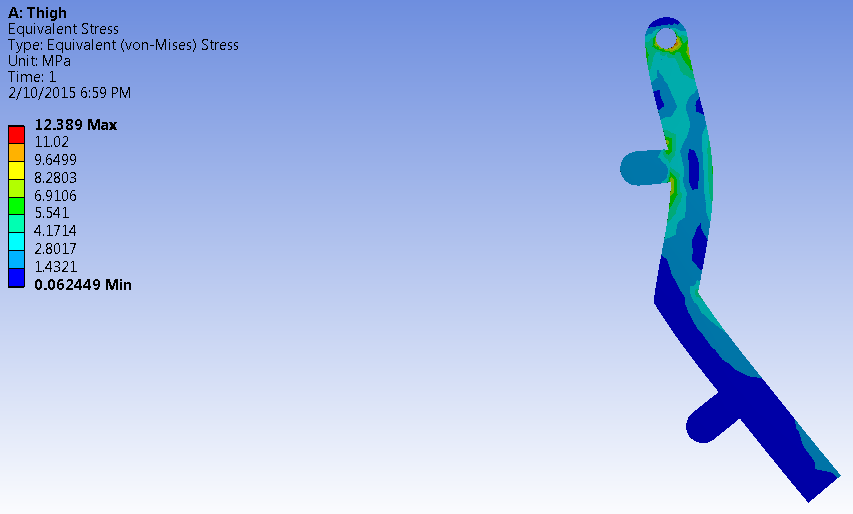 A: Thigh
Equivalent Stress
Type: Equivalent (von-Mises) Stress
Unit: MPa
Time: 1
2/10/2015 6:59 PM
12.389 Max
11.02
9.6499
8.2803
6.9106
5.541
4.1714
2.8017
1.4321
0.062449 Min